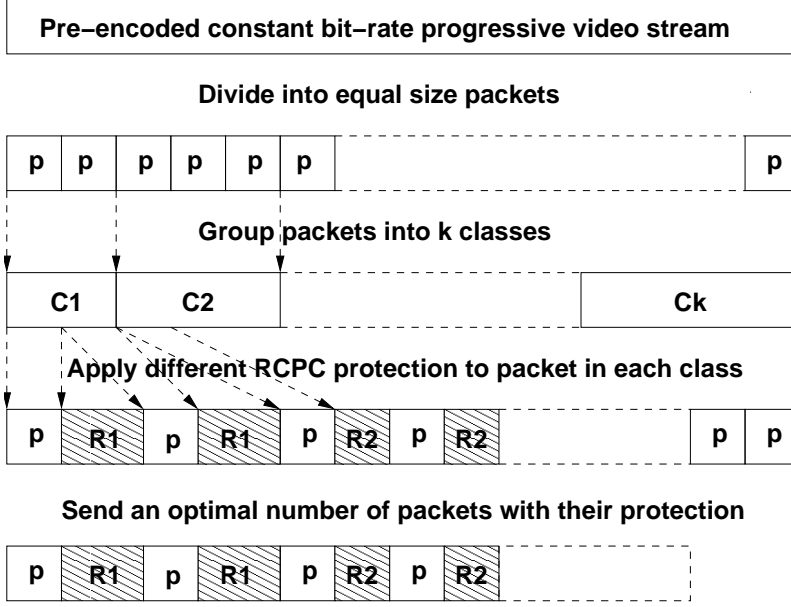 Pre−encoded constant bit−rate progressive video stream
Divide into equal size packets
p p p p p p p
Group packets into k classes
C1 C2 Ck
Apply different RCPC protection to packet in each class
p R1 p R1 p R2 p R2 p p
Send an optimal number of packets with their protection
p R1 p R1 p R2 p R2